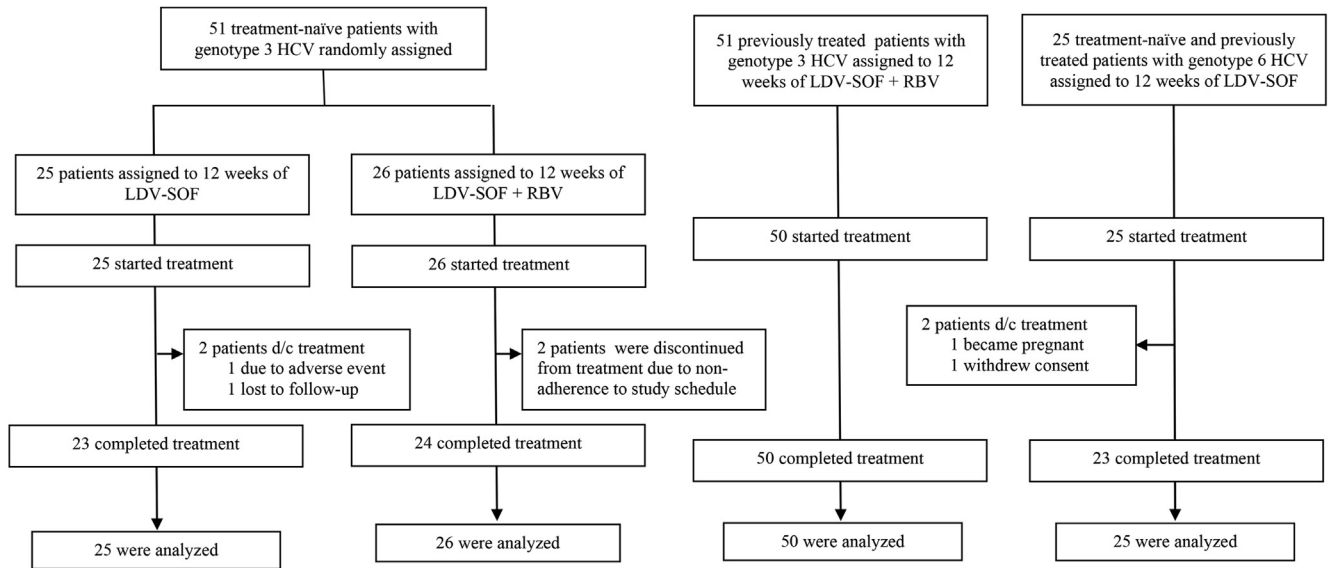 51 treatment-naïve patients with
genotype 3 HCV randomly assigned
25 patients assigned to 12 weeks of
LDV-SOF
26 patients assigned to 12 weeks of
LDV-SOF + RBV
25 started treatment
26 started treatment
2 patients d/c treatment
1 due to adverse event
1 lost to follow-up
2 patients were discontinued
from treatment due to non-
adherence to study schedule
23 completed treatment
24 completed treatment
25 were analyzed
26 were analyzed
51 previously treated patients with
genotype 3 HCV assigned to 12
weeks of LDV-SOF + RBV
50 started treatment
50 completed treatment
50 were analyzed
25 treatment-naïve and previously
treated patients with genotype 6 HCV
assigned to 12 weeks of LDV-SOF
25 started treatment
2 patients d/c treatment
1 became pregnant
1 withdrew consent
23 completed treatment
25 were analyzed